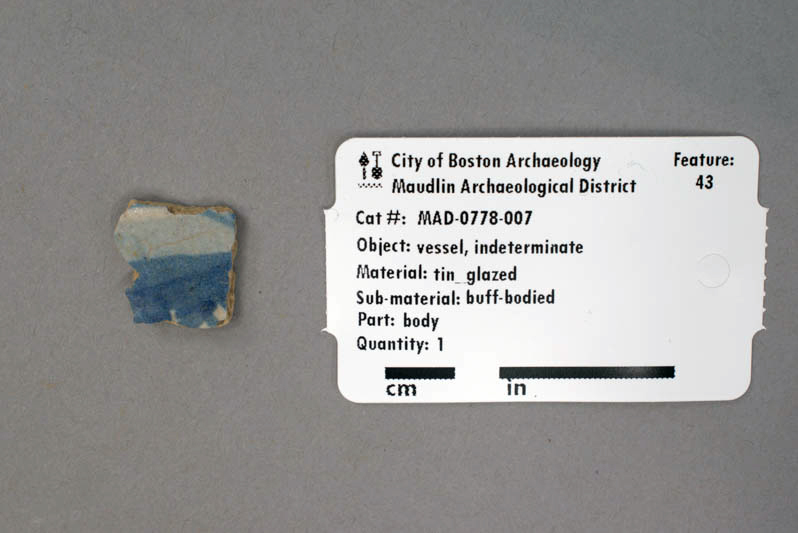 City of Boston Archaeology
Maudlin Archaeological District
Feature:
43
Cat #: MAD-0778-007
Object: vessel, indeterminate
Material: tin_glazed
Sub-material: buff-bodied
Part: body
Quantity: 1
cm in